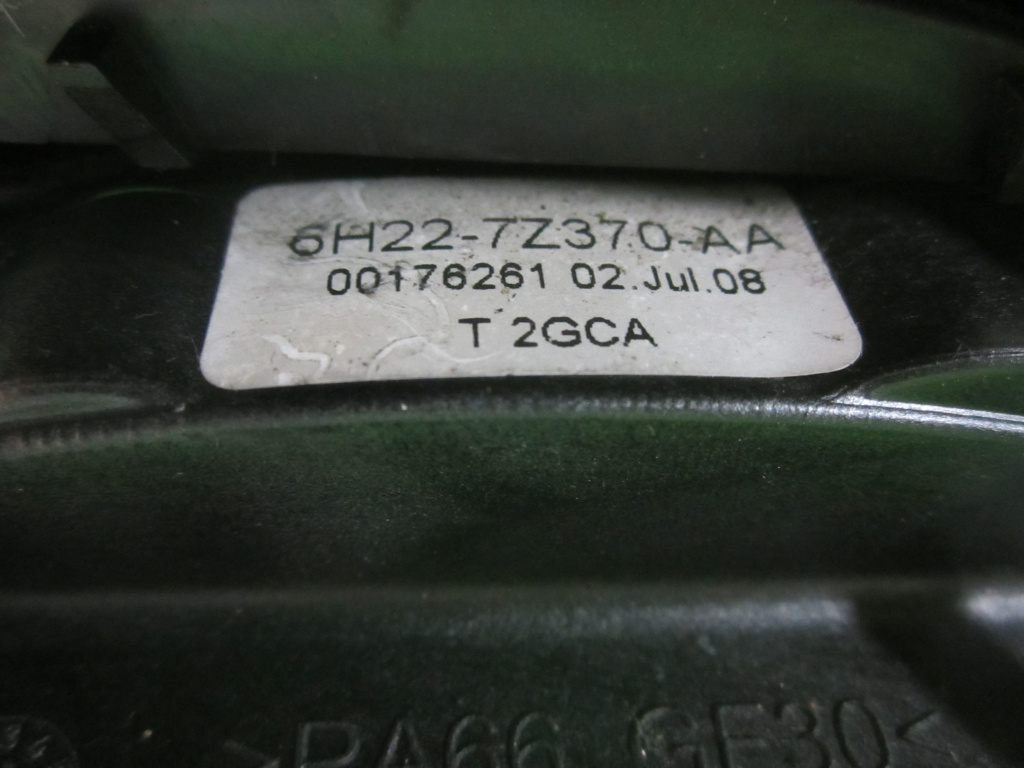 6H22-7Z370-AA
00176261 02.Jul.08
T 2GCA
>PA66 GF30<